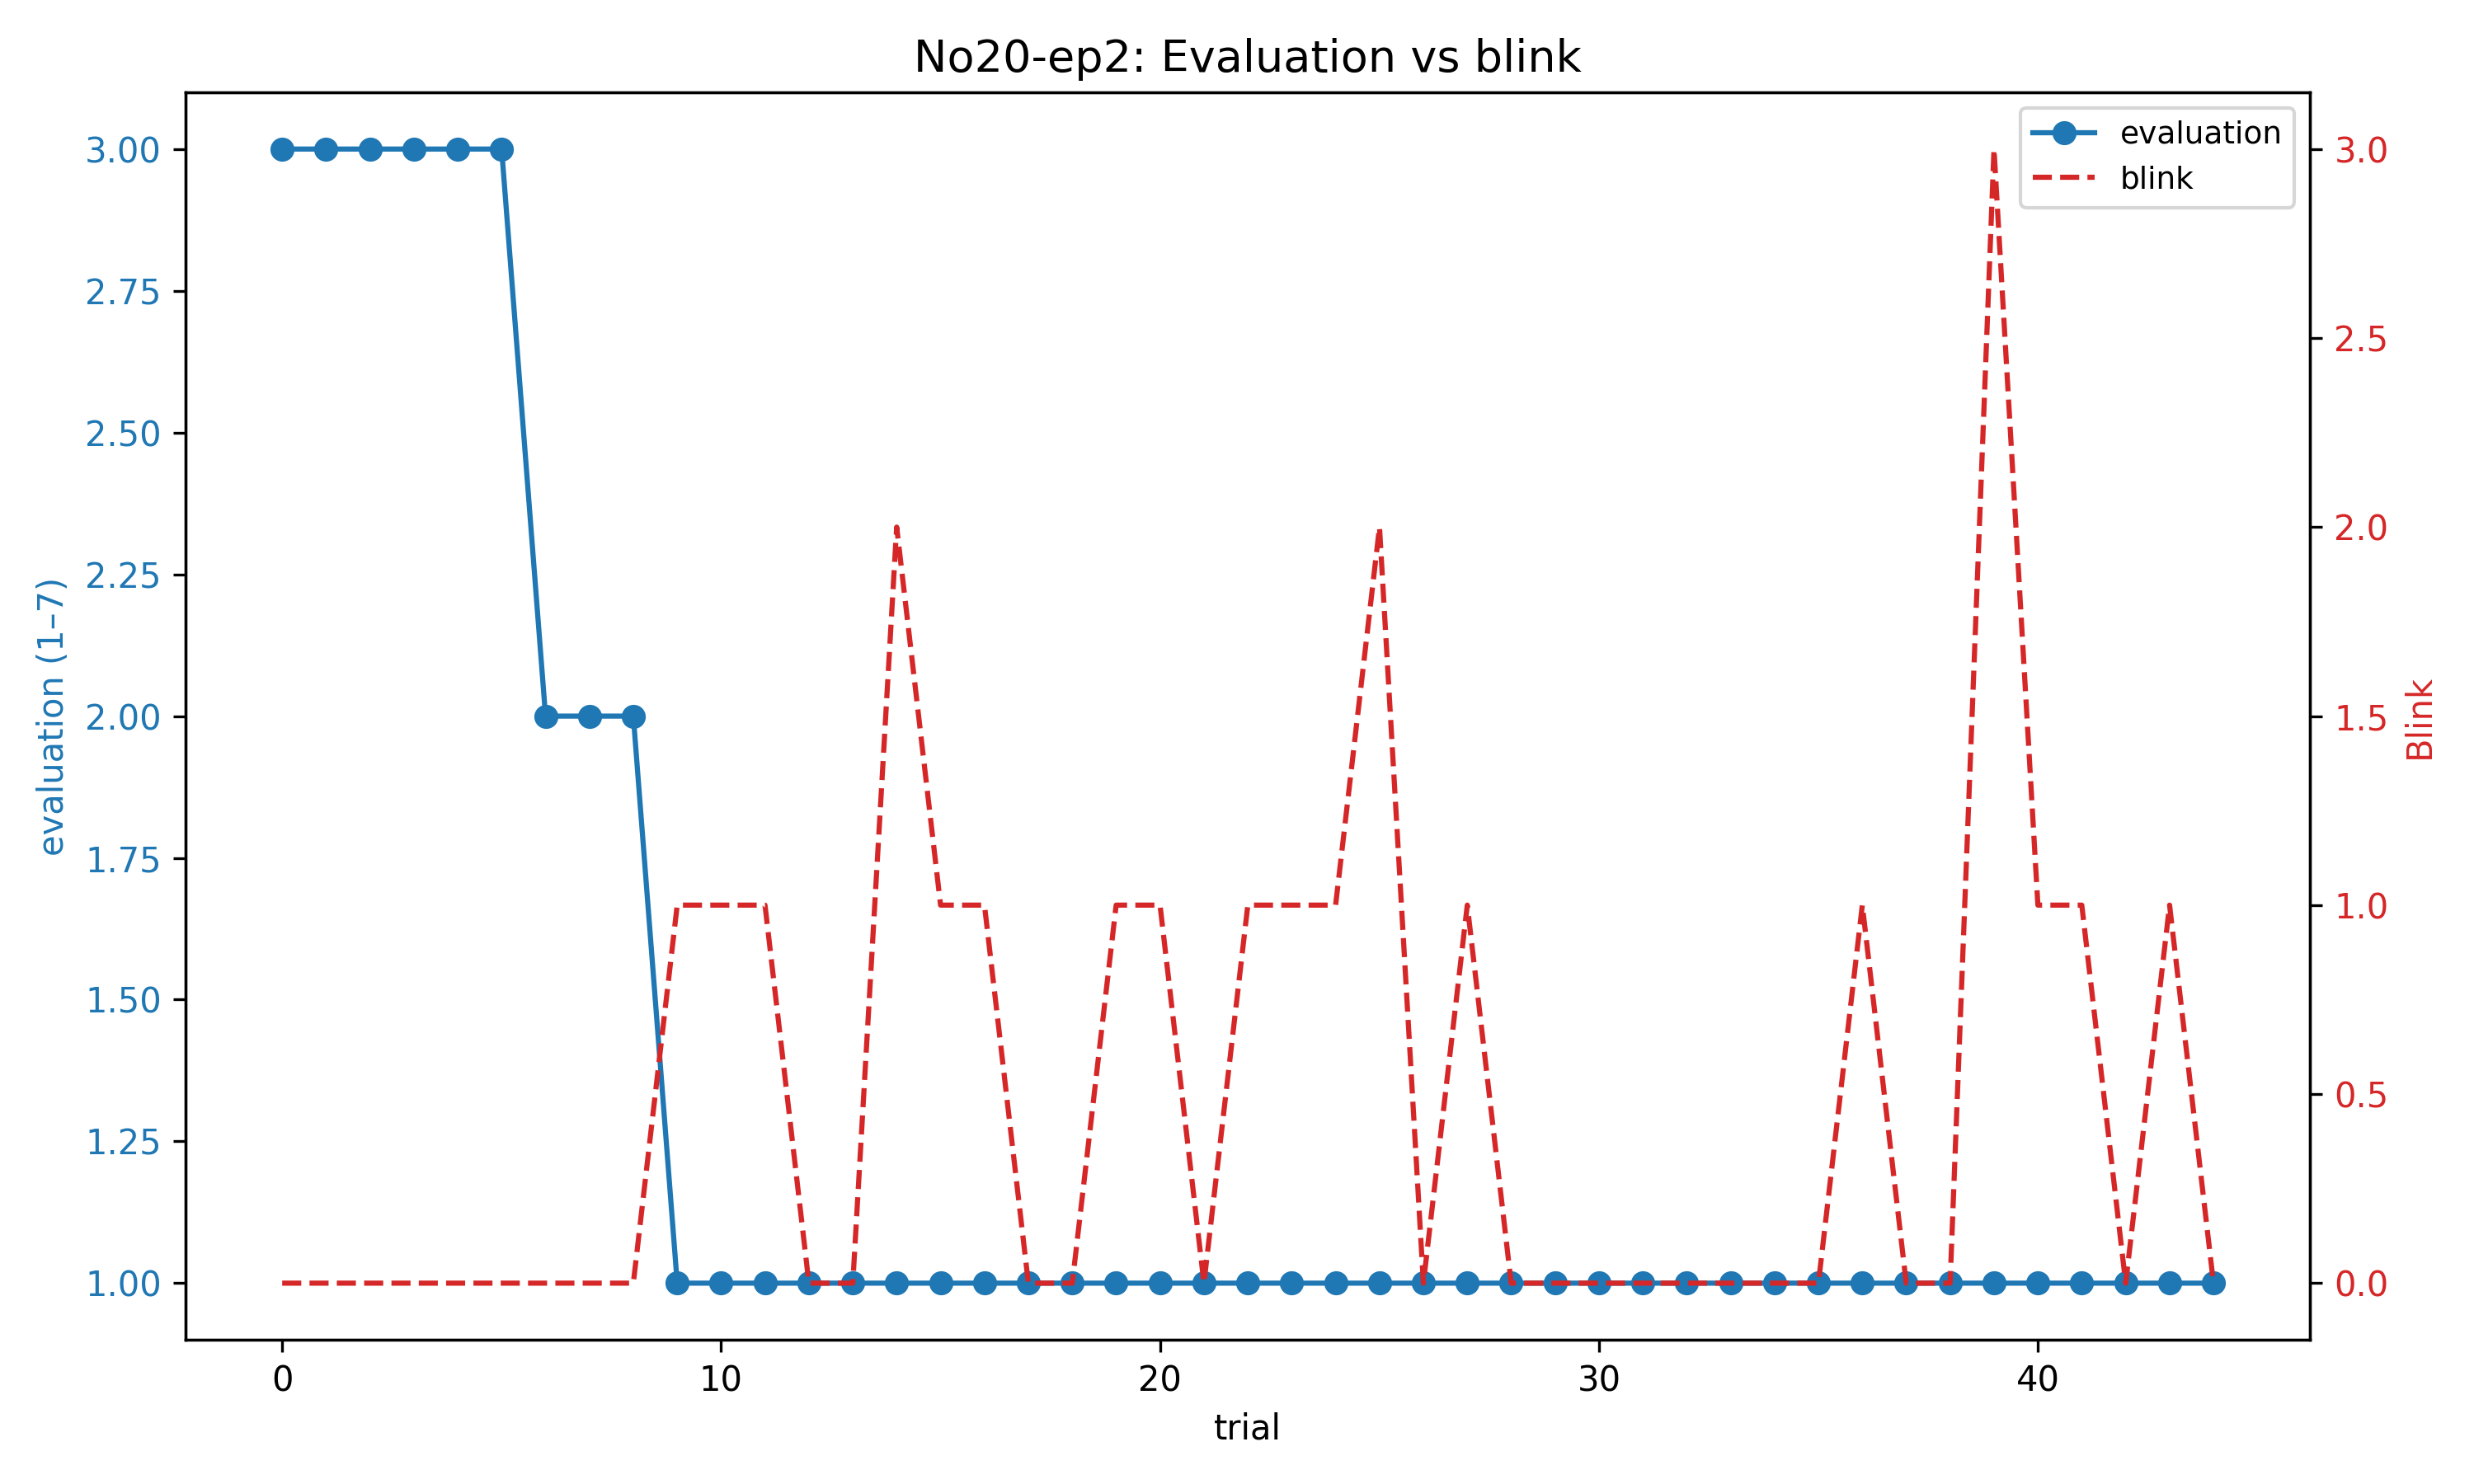 No20-ep2: Evaluation vs blink
evaluation
blink
3.00
2.75
2.50
2.25
2.00
1.75
1.50
1.25
1.00
evaluation (1–7)
3.0
2.5
2.0
1.5
1.0
0.5
0.0
Blink
0 10 20 30 40
trial